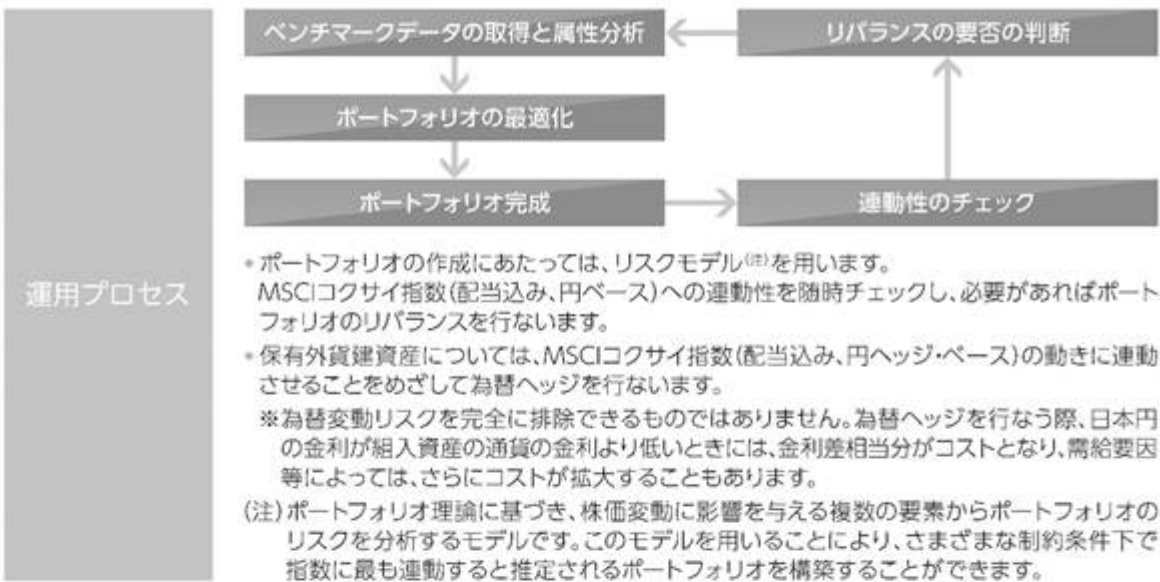 運用プロセス
ベンチマークデータの取得と属性分析
リバランスの要否の判断
ポートフォリオの最適化
ポートフォリオ完成
連動性のチェック
•ポートフォリオの作成にあたっては、リスクモデル(注)を用います。
MSCIコクサイ指数(配当込み、円ベース)への連動性を随時チェックし、必要があればポート
フォリオのリバランスを行ないます。
•保有外貨建資産については、MSCIコクサイ指数(配当込み、円ヘッジ・ベース)の動きに連動
させることをめざして為替ヘッジを行ないます。
※為替変動リスクを完全に排除できるものではありません。為替ヘッジを行なう際、日本円
の金利が組入資産の通貨の金利より低いときには、金利差相当分がコストとなり、需給要因
等によっては、さらにコストが拡大することもあります。
(注)ポートフォリオ理論に基づき、株価変動に影響を与える複数の要素からポートフォリオの
リスクを分析するモデルです。このモデルを用いることにより、さまざまな制約条件下で
指数に最も連動すると推定されるポートフォリオを構築することができます。